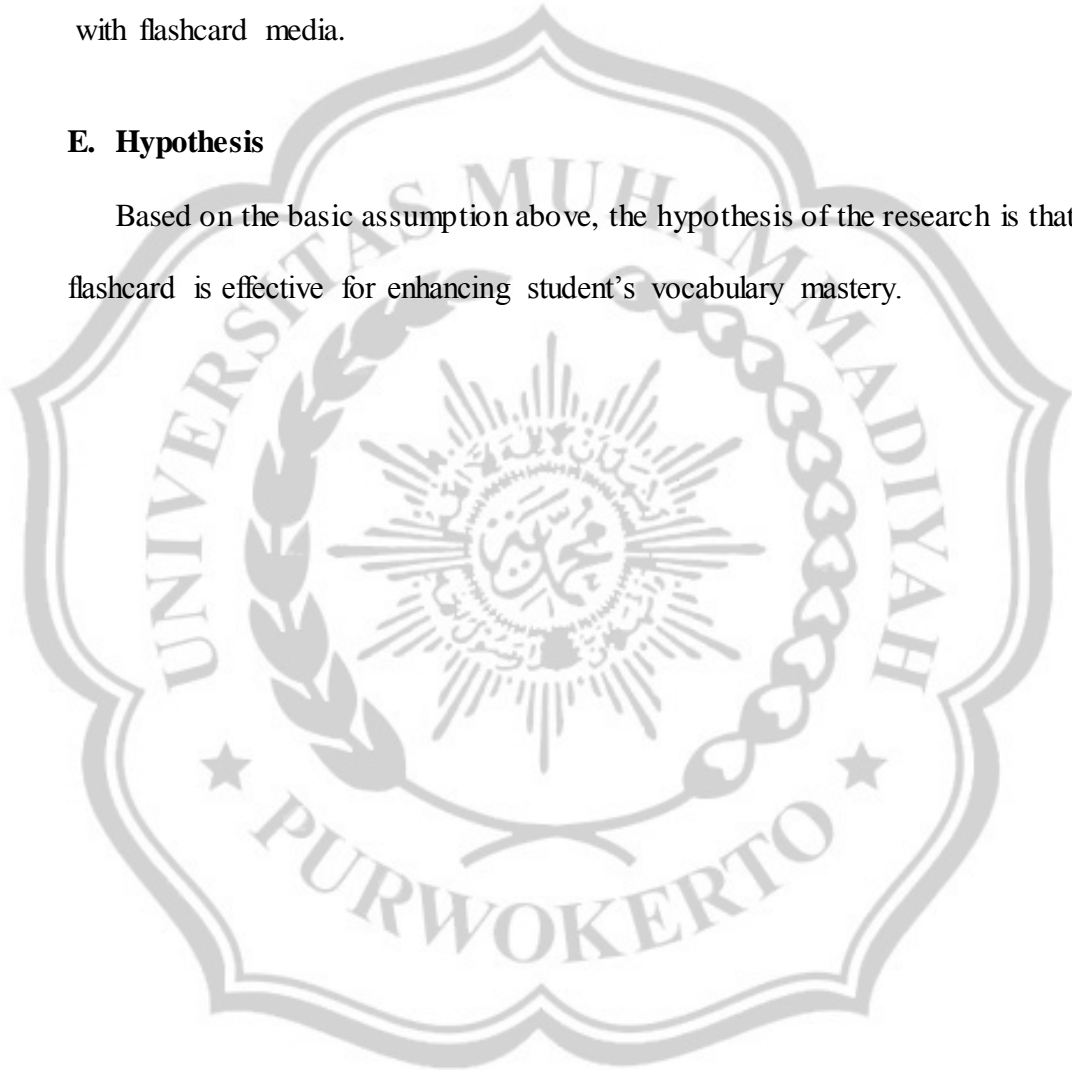 with flashcard media.
E. Hypothesis
Based on the basic assumption above, the hypothesis of the research is that
flashcard is effective for enhancing student's vocabulary mastery.
UNIVERSITAS MUHAMMADIYAH
PURWOKERTO
محمد